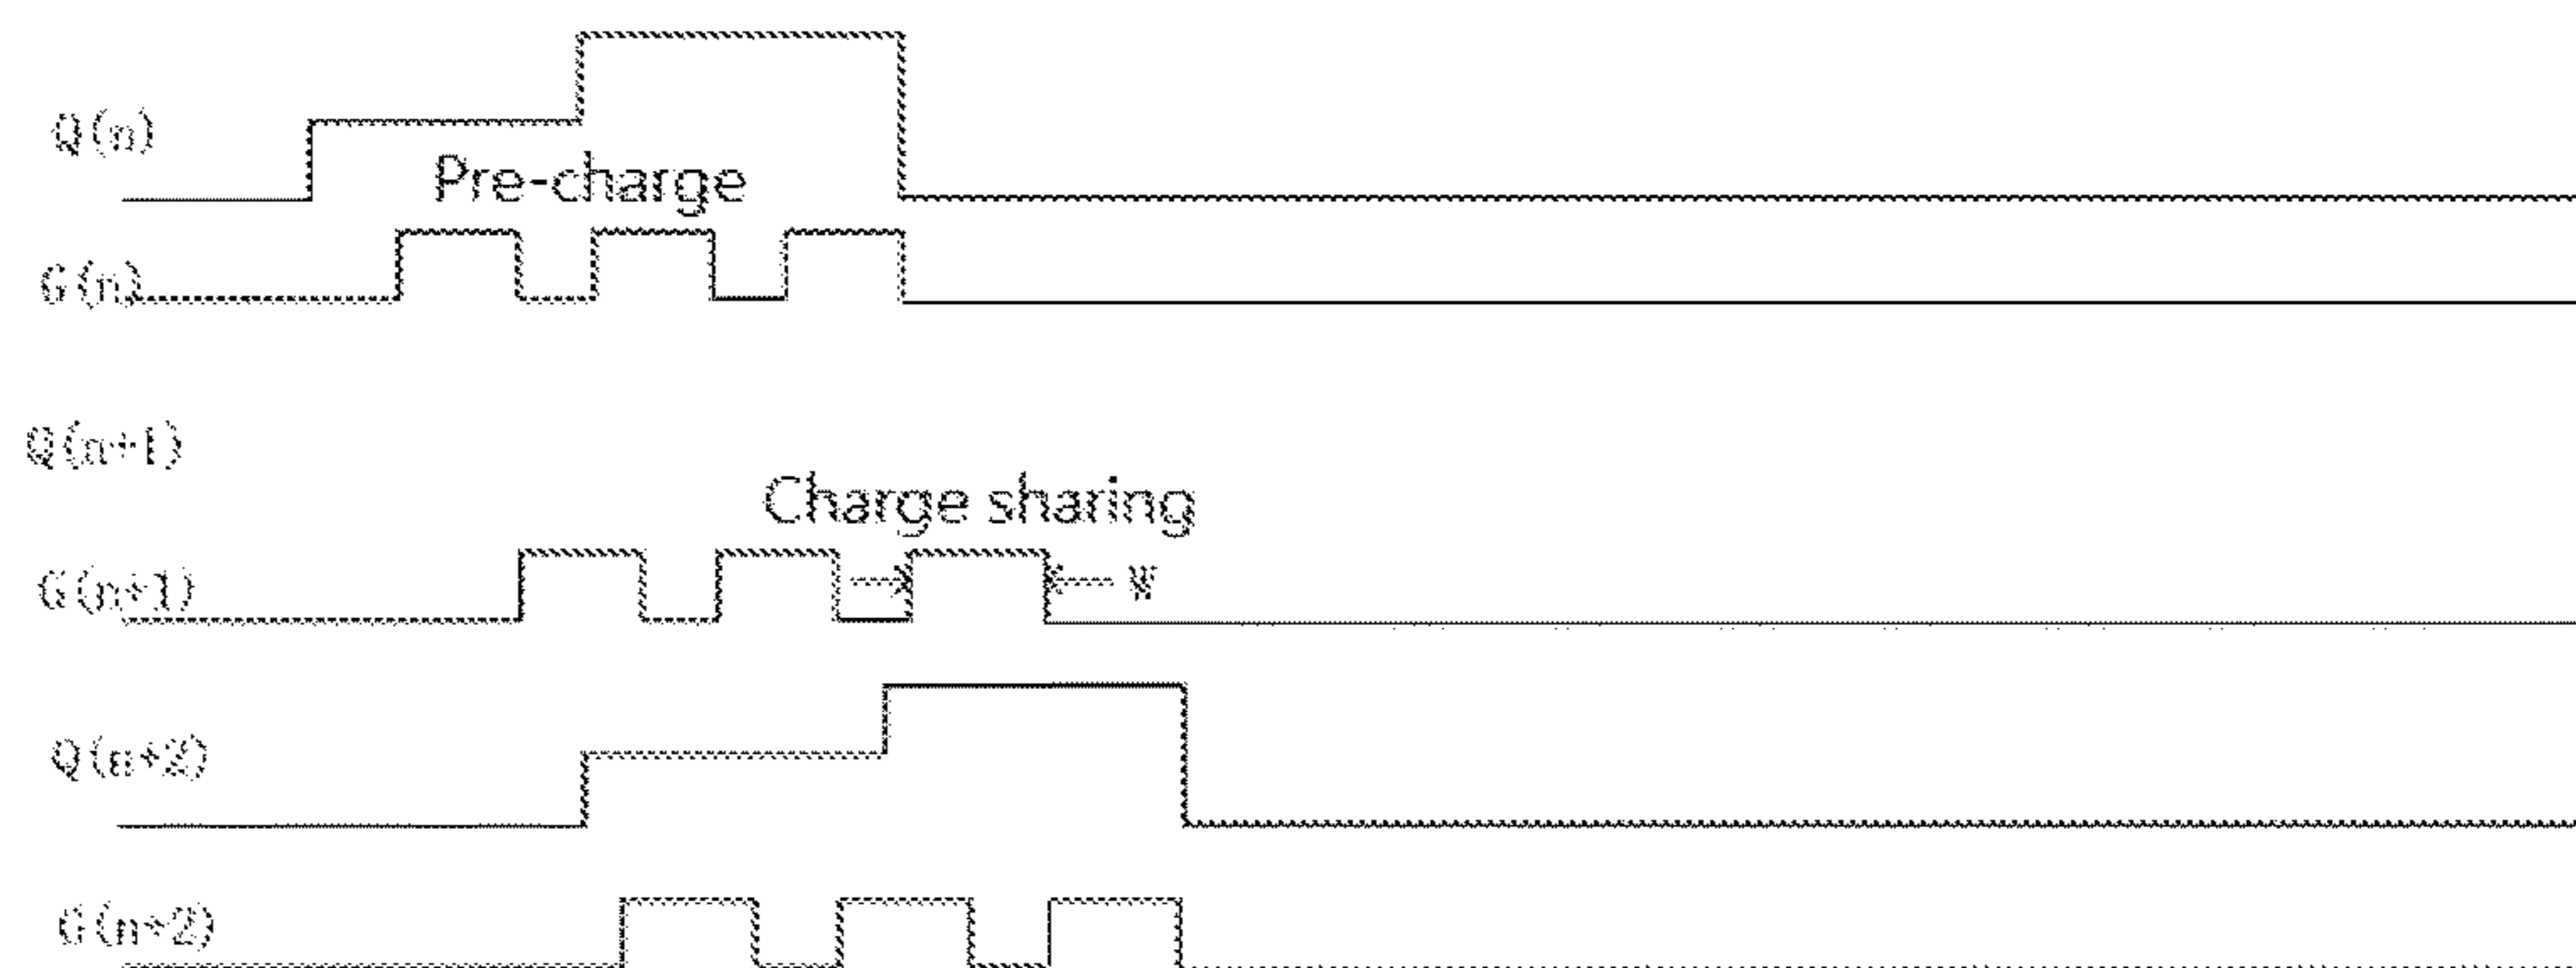 Q(n)
Pre-charge
G(n)
Q(n+1)
Charge sharing
G(n+1)
W
Q(n+2)
G(n+2)